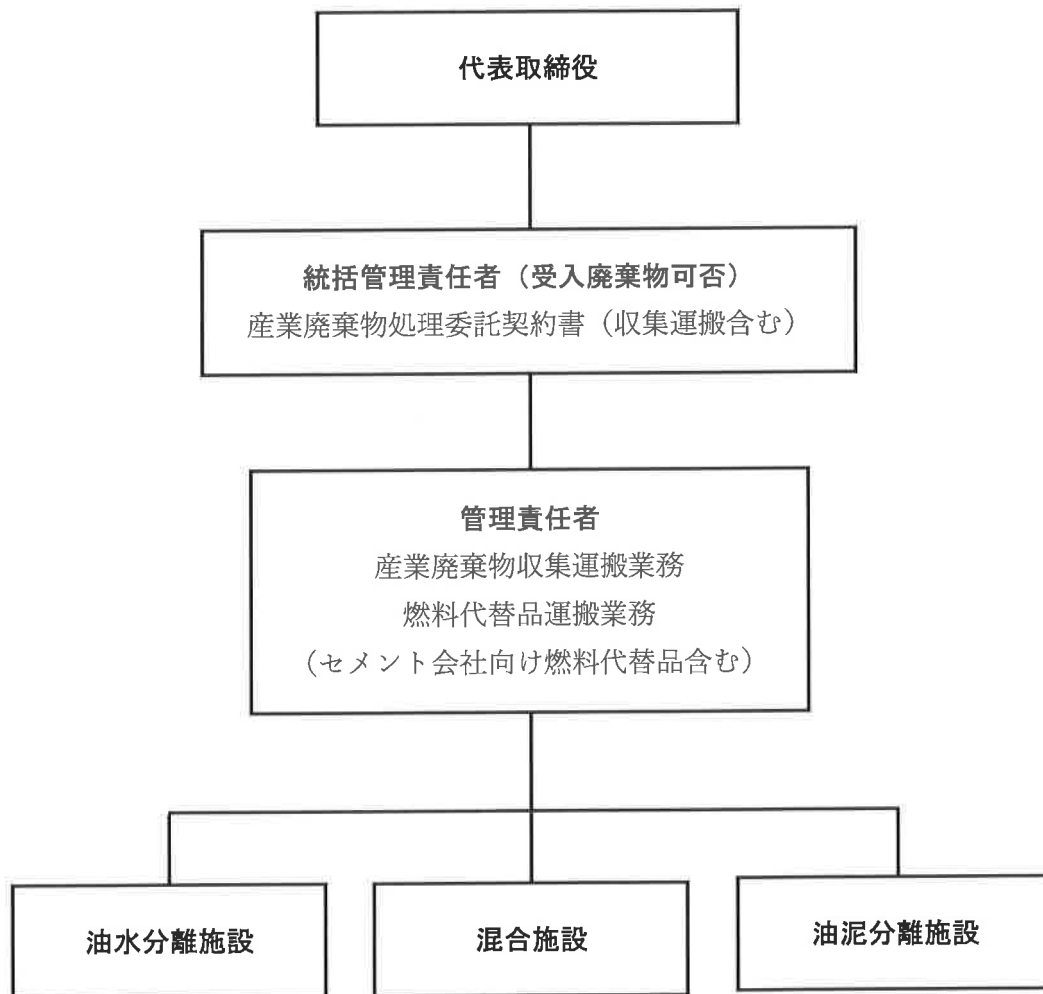 代表取締役
統括管理責任者（受入廃棄物可否）
産業廃棄物処理委託契約書（収集運搬含む）
管理責任者
産業廃棄物収集運搬業務
燃料代替品運搬業務
（セメント会社向け燃料代替品含む）
油水分離施設
混合施設
油泥分離施設